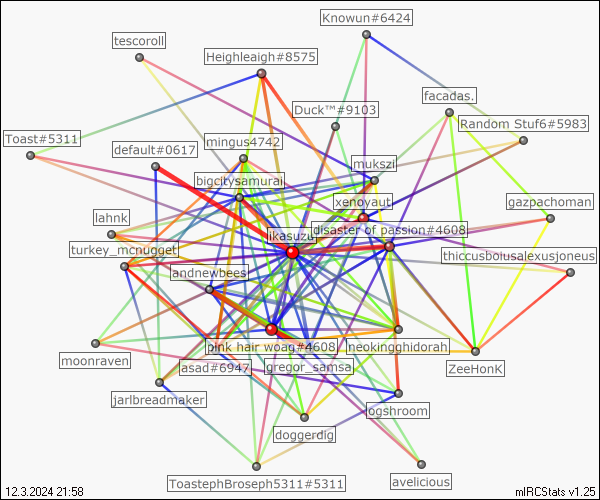 Knowun#6424
tescoroll
Heighleaigh#8575
facadas.
Duck™#9103
Random Stuf6#5983
Toast#5311
default#0617
mingus4742
mukszi
bigcitysamurai
xenoyaut
gazpachoman
lahnk
likasuzu
disaster of passion#4608
turkey_mcnugget
thiccusboiusalexusjoneus
andnewbees
pink hair woag#4608
neokingghidorah
moonraven
asad#6947
gregor_samsa
ZeeHonK
jarlbreadmaker
ogshroom
doggerdig
ToastephBroseph5311#5311
avelicious
12.3.2024 21:58
mIRCStats v1.25